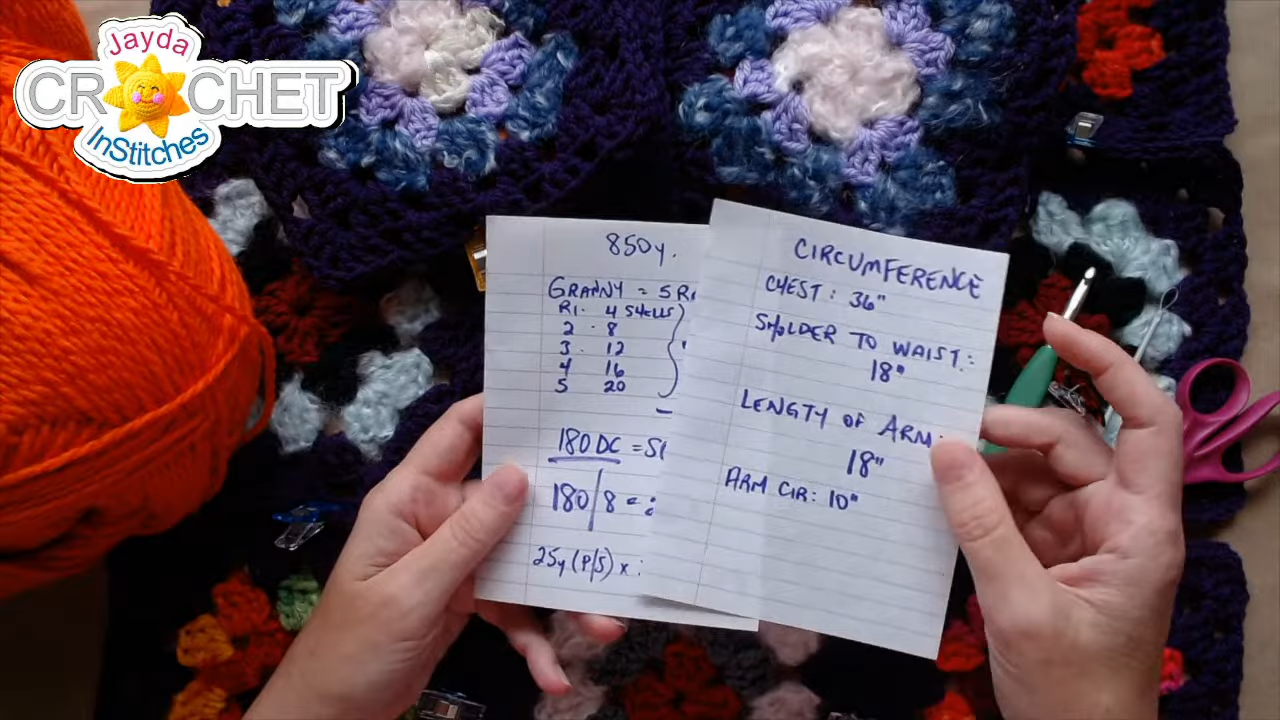 Jayda
CROCHET
InStitches
850y.
GRANNY = 5 R
R1. 4 SHELLS
2 - 8
3. 12
4 16
5 20
180 DC =
180/8 =
25y (P/S) x
CIRCUMFERENCE
CHEST: 36"
SHOLDER TO WAIST:
18"
LENGTH OF ARM:
18"
ARM CIR: 10"